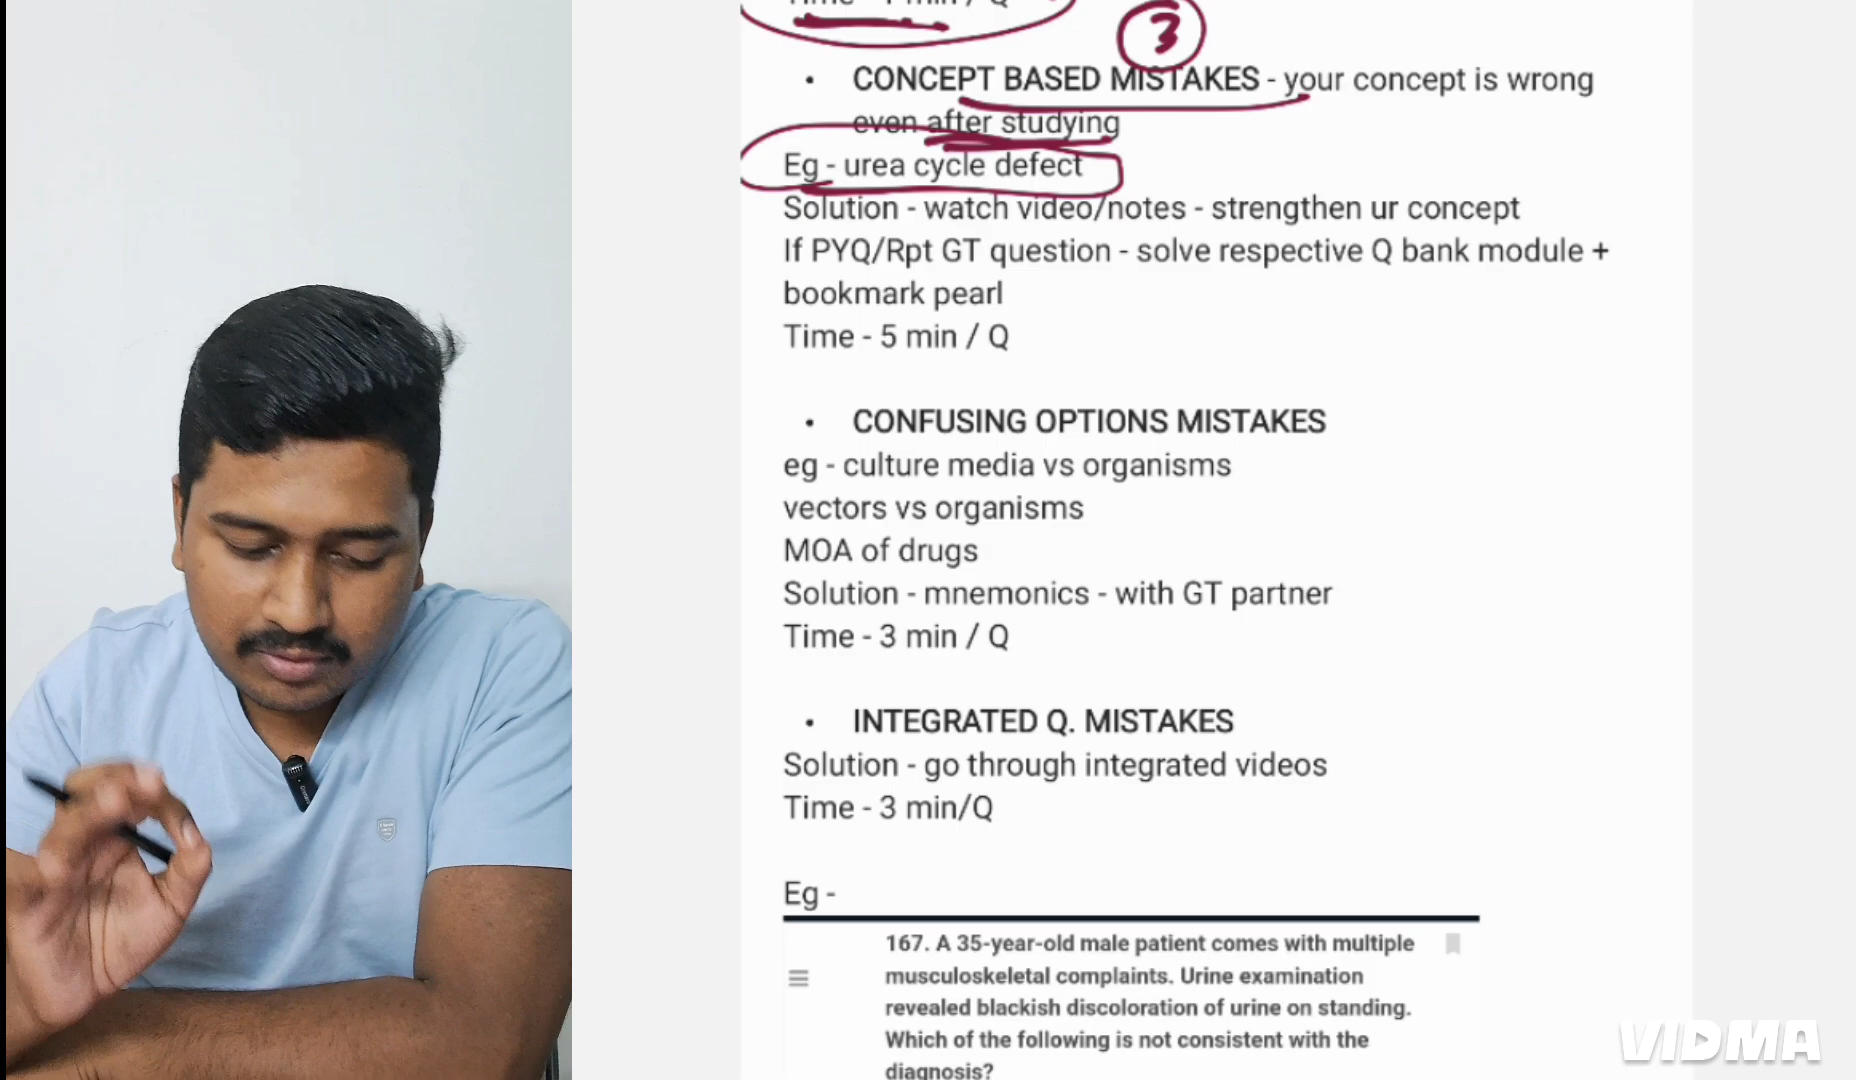 Time - 1 min / Q
3
• CONCEPT BASED MISTAKES - your concept is wrong
even after studying
Eg - urea cycle defect
Solution - watch video/notes - strengthen ur concept
If PYQ/Rpt GT question - solve respective Q bank module +
bookmark pearl
Time - 5 min / Q
• CONFUSING OPTIONS MISTAKES
eg - culture media vs organisms
vectors vs organisms
MOA of drugs
Solution - mnemonics - with GT partner
Time - 3 min / Q
• INTEGRATED Q. MISTAKES
Solution - go through integrated videos
Time - 3 min/Q
Eg -
167. A 35-year-old male patient comes with multiple
musculoskeletal complaints. Urine examination
revealed blackish discoloration of urine on standing.
Which of the following is not consistent with the
diagnosis?
VIDMA